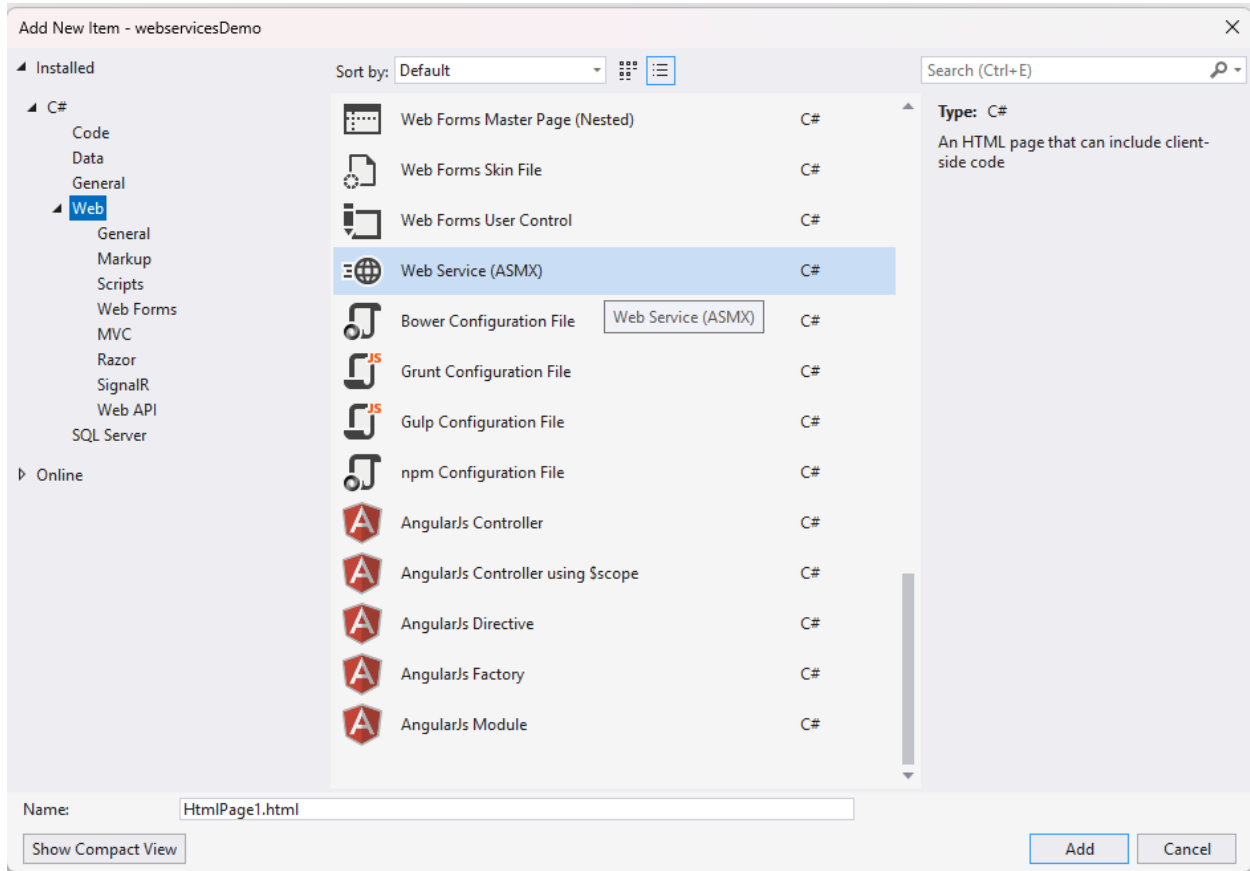 Add New Item - webservicesDemo
Installed
Sort by: Default
Search (Ctrl+E)
C#
Code
Data
General
Web
General
Markup
Scripts
Web Forms
MVC
Razor
SignalR
Web API
SQL Server
Online
Web Forms Master Page (Nested) C#
Web Forms Skin File C#
Web Forms User Control C#
Web Service (ASMX) C#
Bower Configuration File C#
Web Service (ASMX)
JS
Grunt Configuration File C#
JS
Gulp Configuration File C#
npm Configuration File C#
A
AngularJs Controller C#
A
AngularJs Controller using $scope C#
A
AngularJs Directive C#
A
AngularJs Factory C#
A
AngularJs Module C#
Type: C#
An HTML page that can include client-
side code
Name: HtmlPage1.html
Show Compact View
Add
Cancel